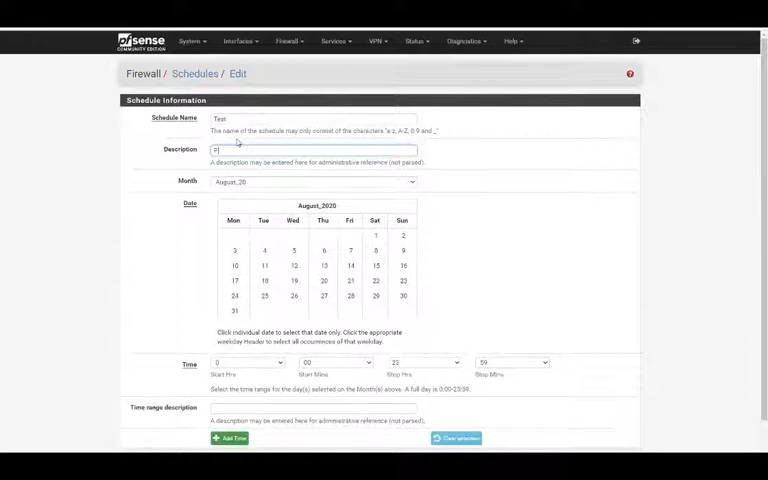 pfsense
COMMUNITY EDITION
System Interfaces Firewall Services VPN Status Diagnostics Help
Firewall / Schedules / Edit
Schedule Information
Schedule Name Test
The name of the schedule may only consist of the characters "a-z, A-Z, 0-9 and _"
Description
A description may be entered here for administrative reference (not parsed).
Month August_20
Date August_2020
Mon Tue Wed Thu Fri Sat Sun
1 2
3 4 5 6 7 8 9
10 11 12 13 14 15 16
17 18 19 20 21 22 23
24 25 26 27 28 29 30
31
Click individual date to select that date only. Click the appropriate
weekday Header to select all occurrences of that weekday.
Time 0 00 23 59
Start Hrs Start Mins Stop Hrs Stop Mins
Select the time range for the day(s) selected on the Month(s) above. A full day is 0:00-23:59.
Time range description
A description may be entered here for administrative reference (not parsed).
Add Time Clear selection